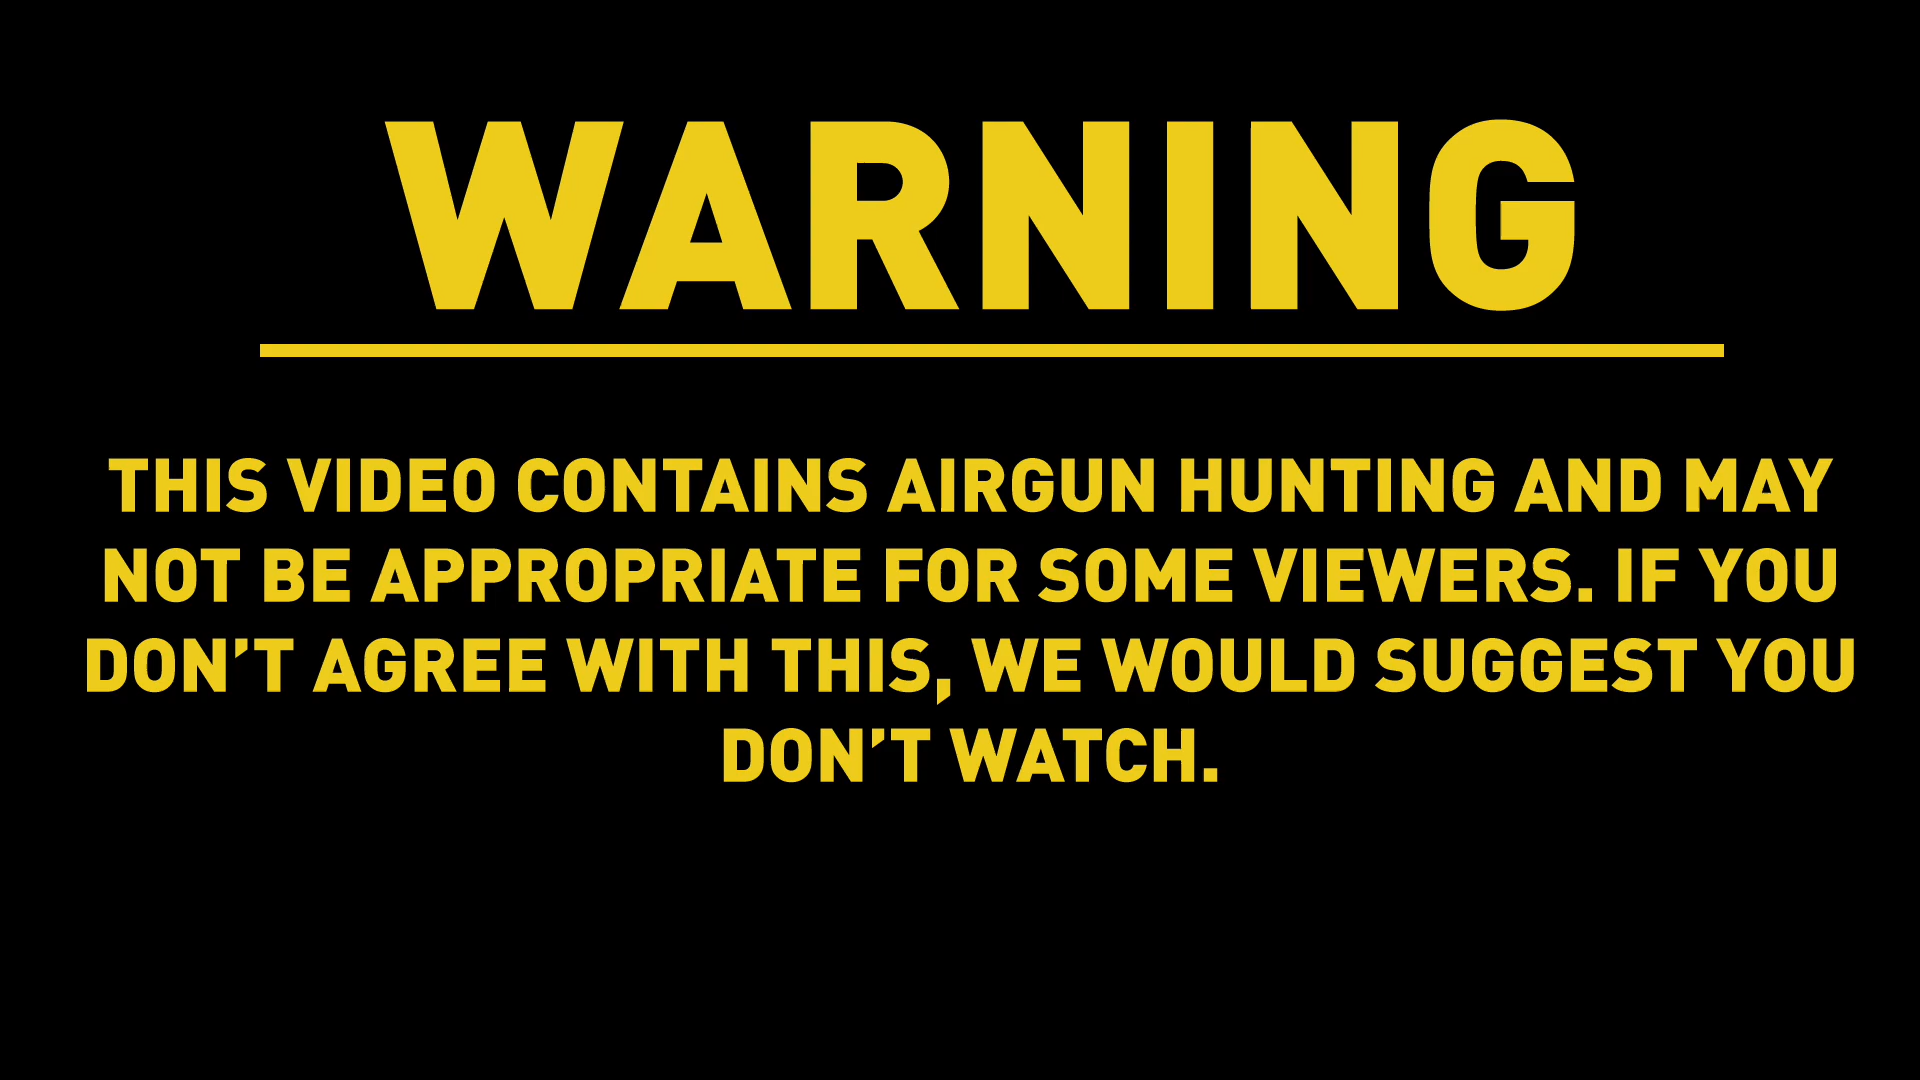 WARNING
THIS VIDEO CONTAINS AIRGUN HUNTING AND MAY
NOT BE APPROPRIATE FOR SOME VIEWERS. IF YOU
DON’T AGREE WITH THIS, WE WOULD SUGGEST YOU
DON’T WATCH.